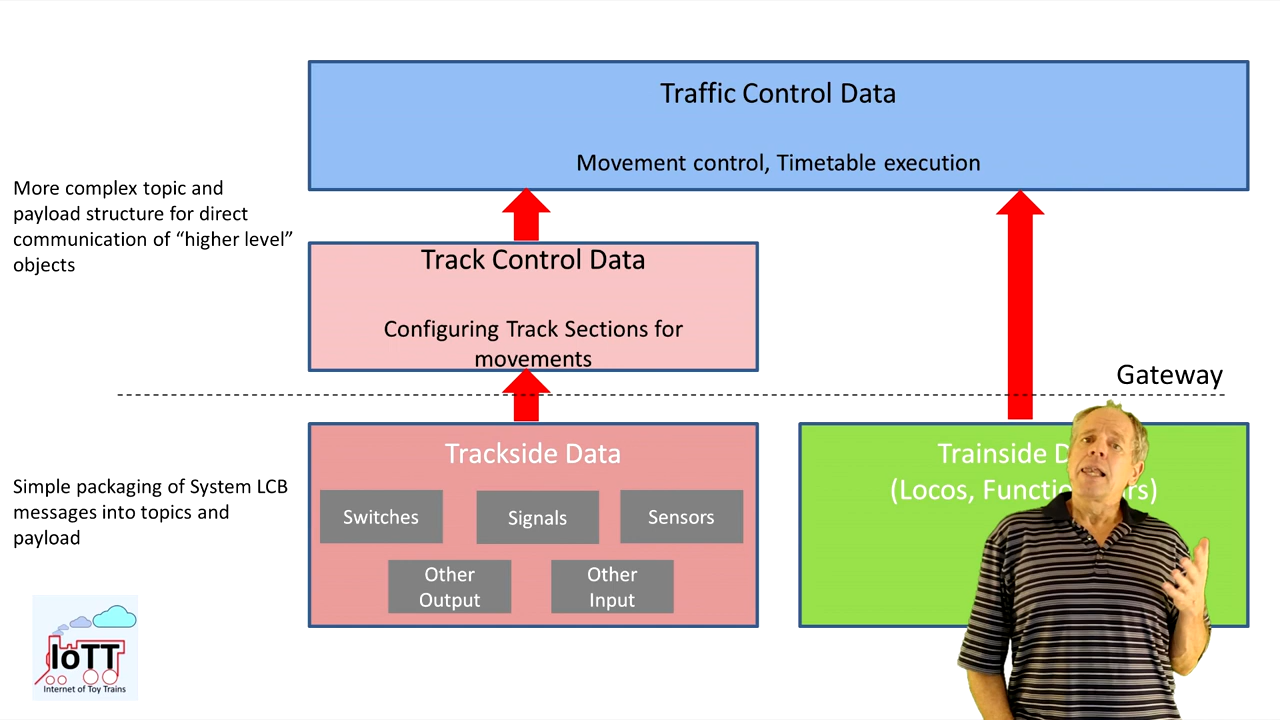 Traffic Control Data
Movement control, Timetable execution
More complex topic and
payload structure for direct
communication of “higher level”
objects
Track Control Data
Configuring Track Sections for
movements
Gateway
Trackside Data
Switches
Signals
Sensors
Other
Output
Other
Input
Trainside
(Locos,
Simple packaging of System LCB
messages into topics and
payload
IoTT
Internet of Toy Trains